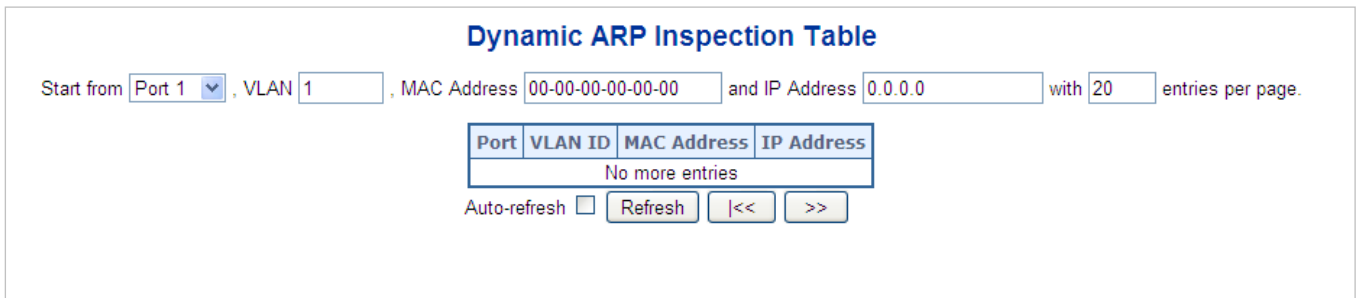 Dynamic ARP Inspection Table
Start from Port 1 , VLAN 1 , MAC Address 00-00-00-00-00-00 and IP Address 0.0.0.0 with 20 entries per page.
Port VLAN ID MAC Address IP Address
No more entries
Auto-refresh Refresh |<< >>